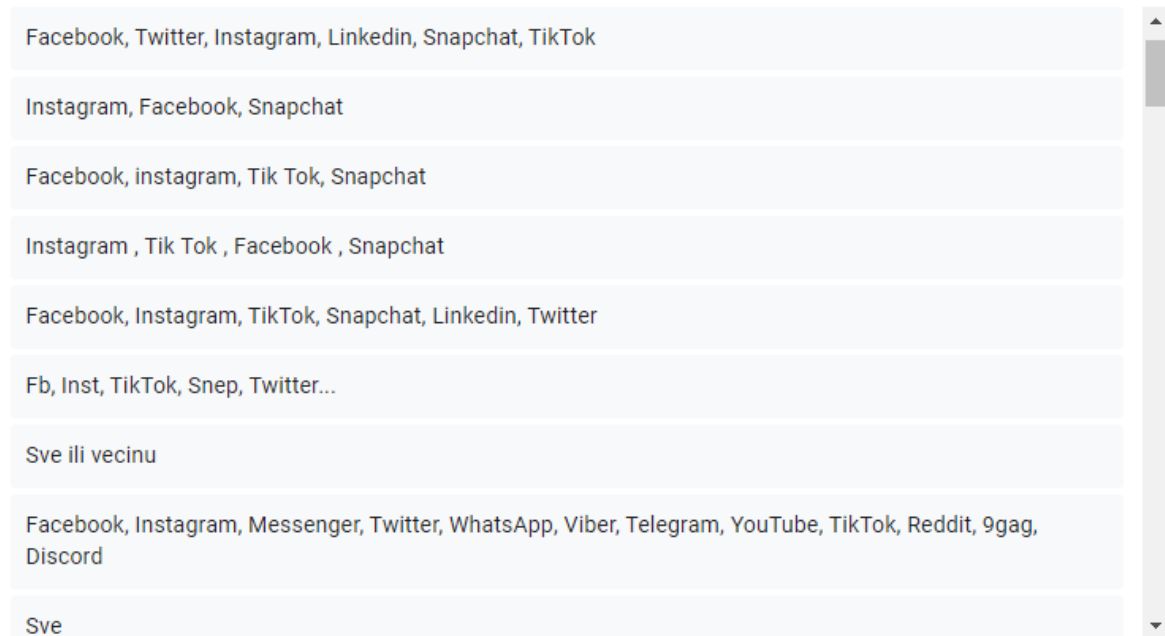 Facebook, Twitter, Instagram, Linkedin, Snapchat, TikTok
Instagram, Facebook, Snapchat
Facebook, instagram, Tik Tok, Snapchat
Instagram , Tik Tok , Facebook , Snapchat
Facebook, Instagram, TikTok, Snapchat, Linkedin, Twitter
Fb, Inst, TikTok, Snep, Twitter...
Sve ili vecinu
Facebook, Instagram, Messenger, Twitter, WhatsApp, Viber, Telegram, YouTube, TikTok, Reddit, 9gag,
Discord
Sve